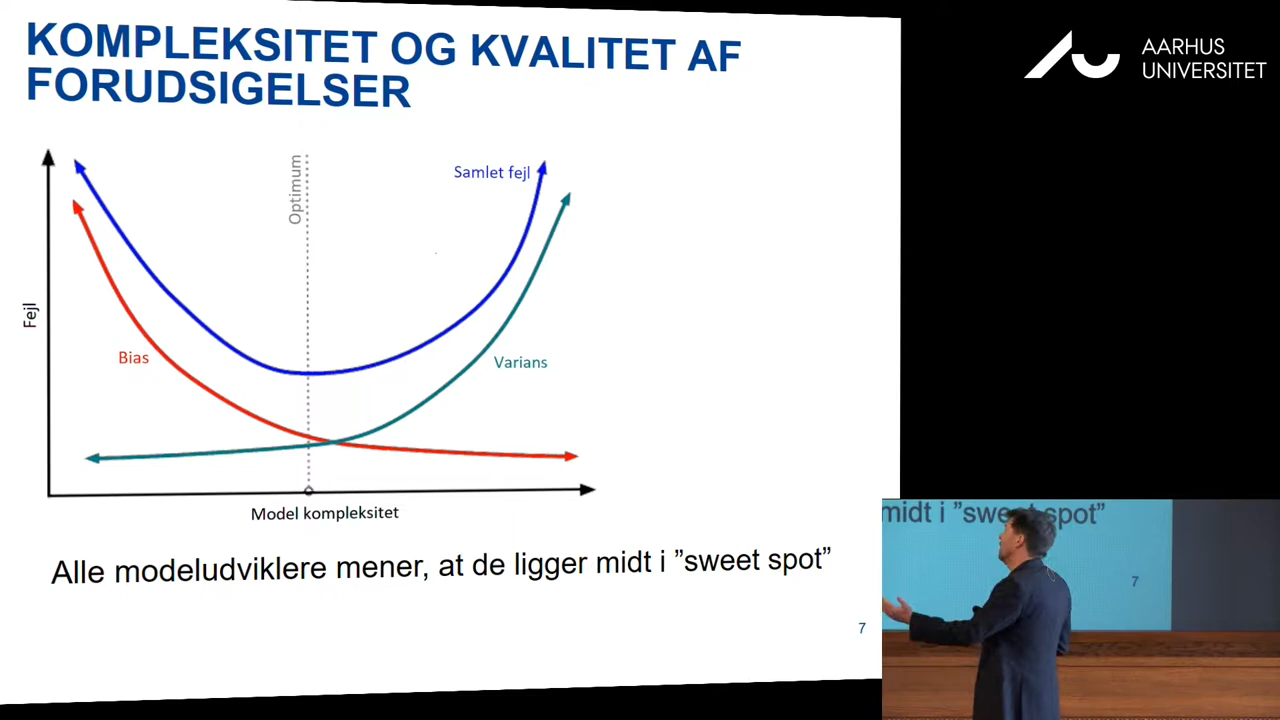 KOMPLEKSITET OG KVALITET AF
FORUDSIGELSER
AARHUS
UNIVERSITET
Optimum
Samlet fejl
Fejl
Bias
Varians
Model kompleksitet
Alle modeludviklere mener, at de ligger midt i ”sweet spot”
7
midt i ”sweet spot”
7